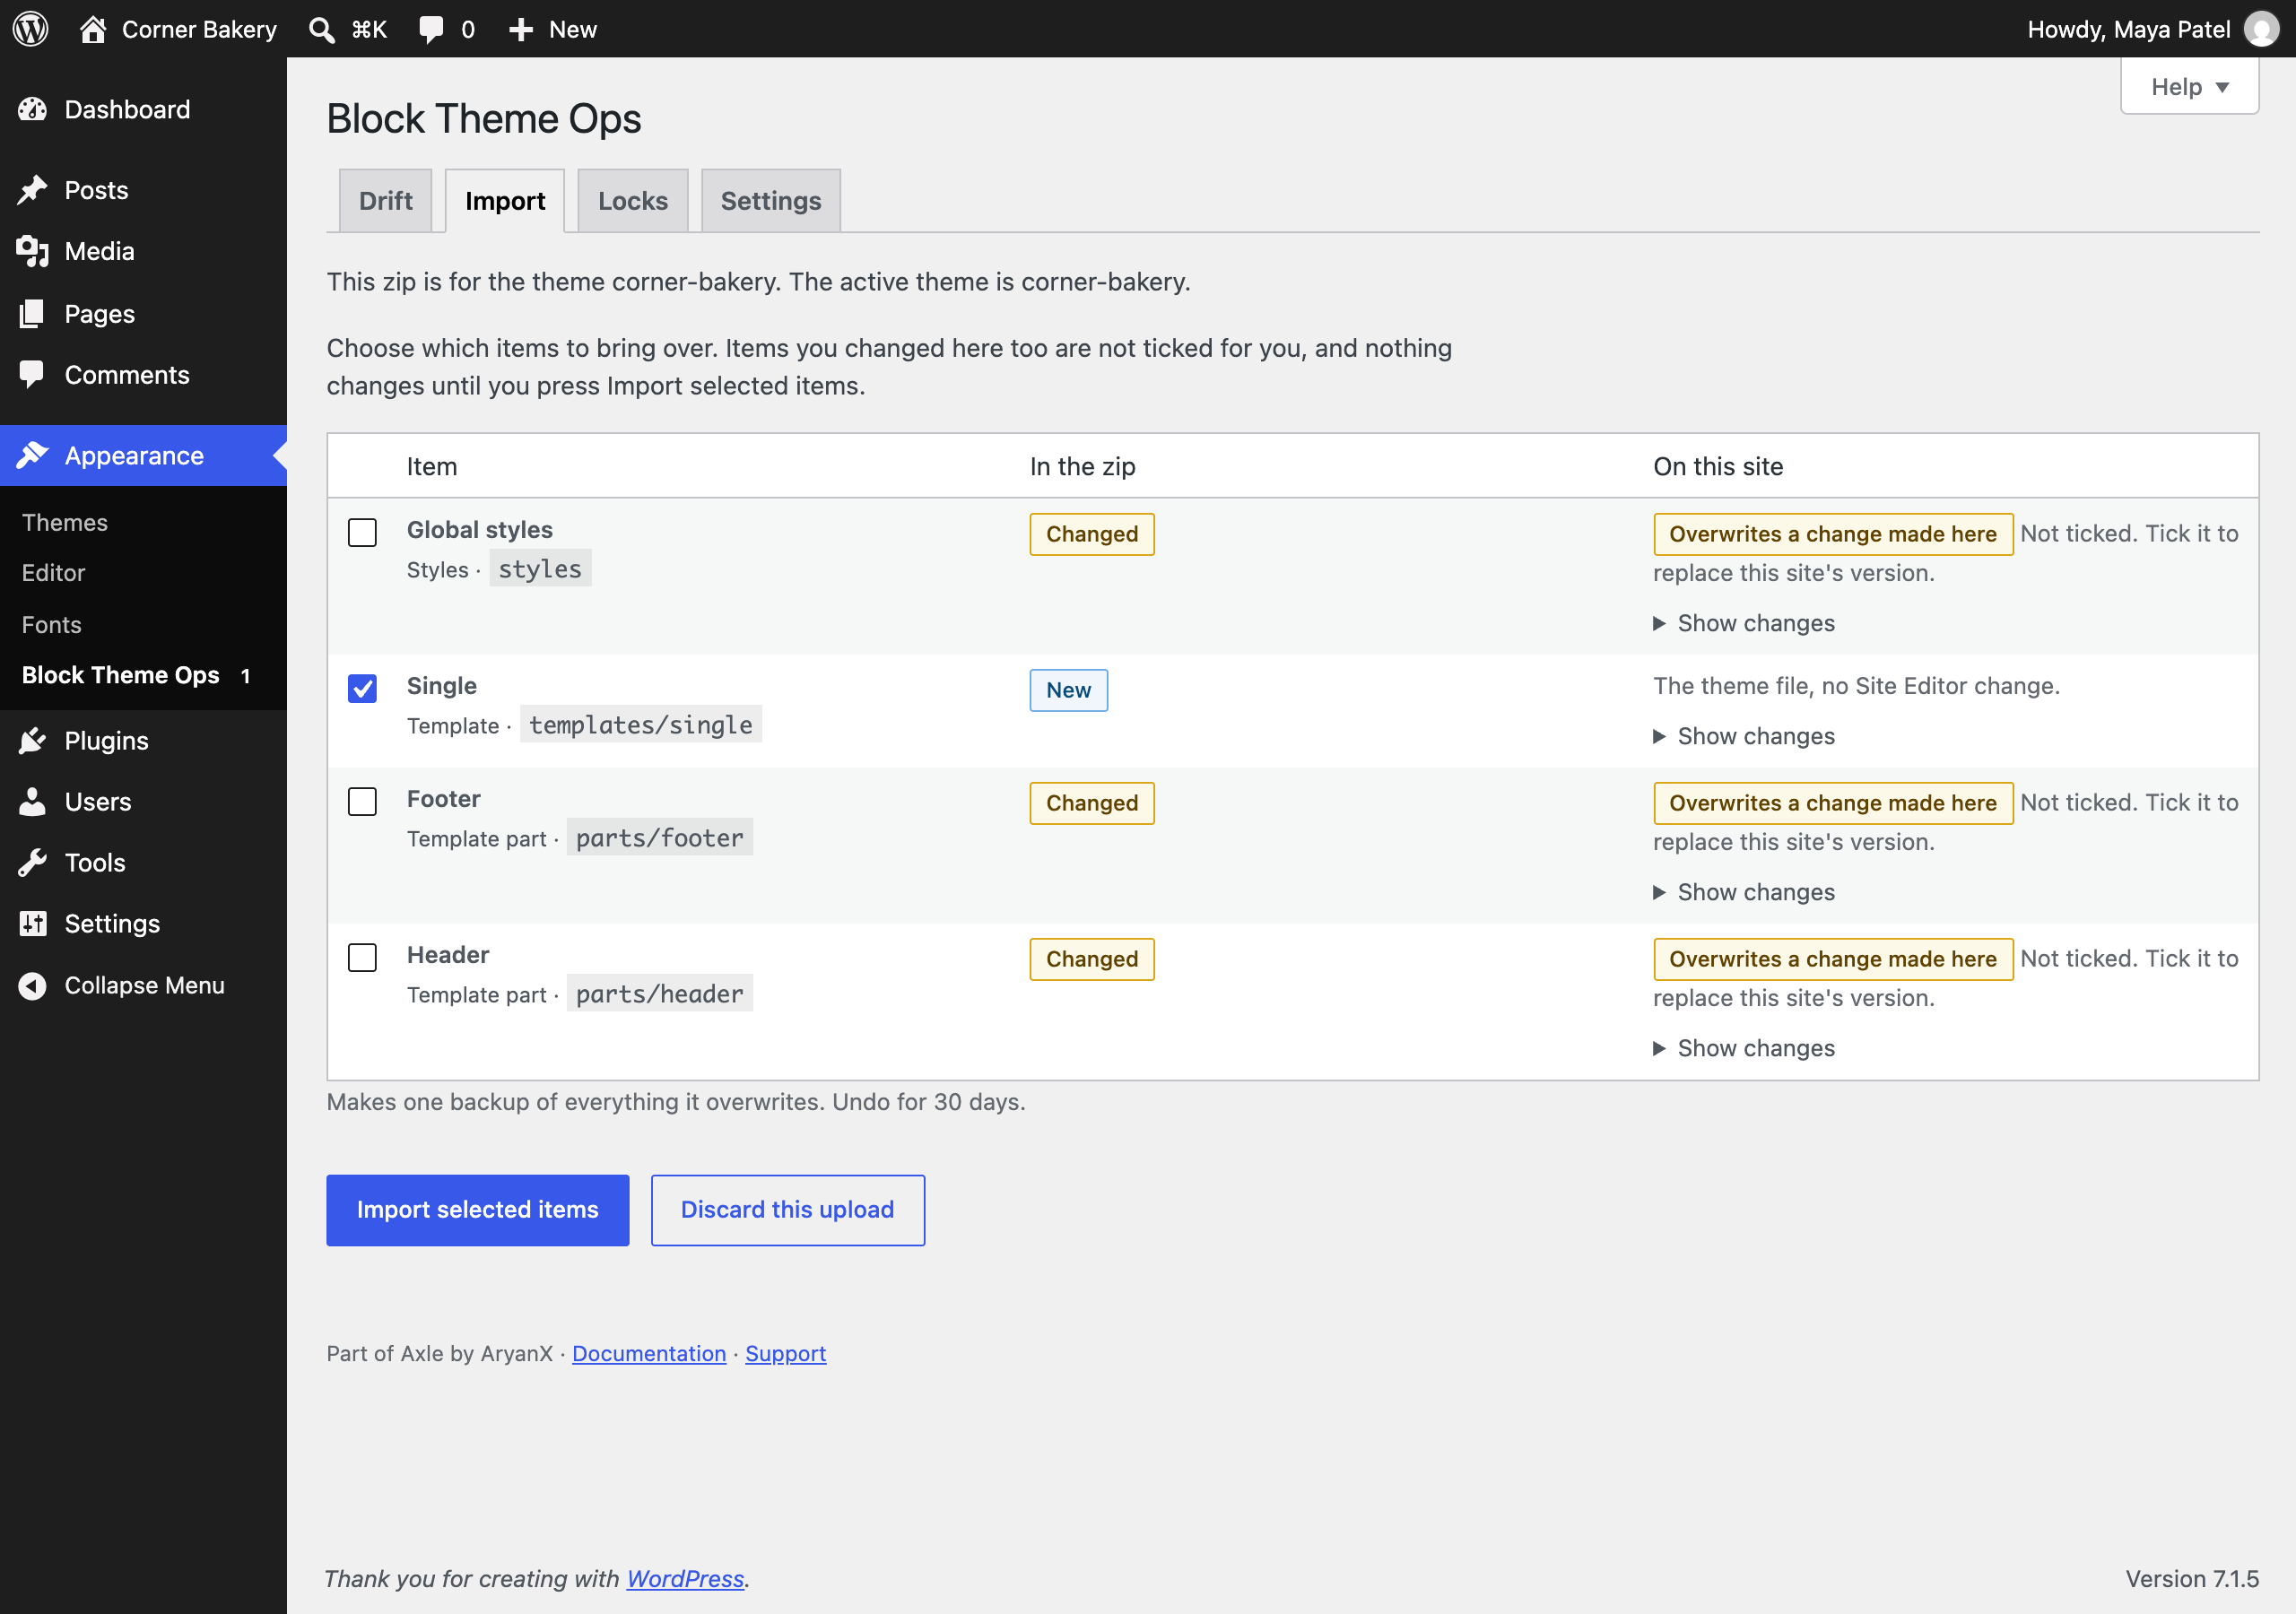 Corner Bakery ⌘K 0 New Howdy, Maya Patel
Help ▼
Dashboard
Posts
Media
Pages
Comments
Appearance
Themes
Editor
Fonts
Block Theme Ops 1
Plugins
Users
Tools
Settings
Collapse Menu
Block Theme Ops
Drift Import Locks Settings
This zip is for the theme corner-bakery. The active theme is corner-bakery.
Choose which items to bring over. Items you changed here too are not ticked for you, and nothing
changes until you press Import selected items.
Item In the zip On this site
Global styles Changed Overwrites a change made here Not ticked. Tick it to
Styles · styles replace this site's version.
▶ Show changes
Single New The theme file, no Site Editor change.
Template · templates/single ▶ Show changes
Footer Changed Overwrites a change made here Not ticked. Tick it to
Template part · parts/footer replace this site's version.
▶ Show changes
Header Changed Overwrites a change made here Not ticked. Tick it to
Template part · parts/header replace this site's version.
▶ Show changes
Makes one backup of everything it overwrites. Undo for 30 days.
Import selected items Discard this upload
Part of Axle by AryanX · Documentation · Support
Thank you for creating with WordPress. Version 7.1.5